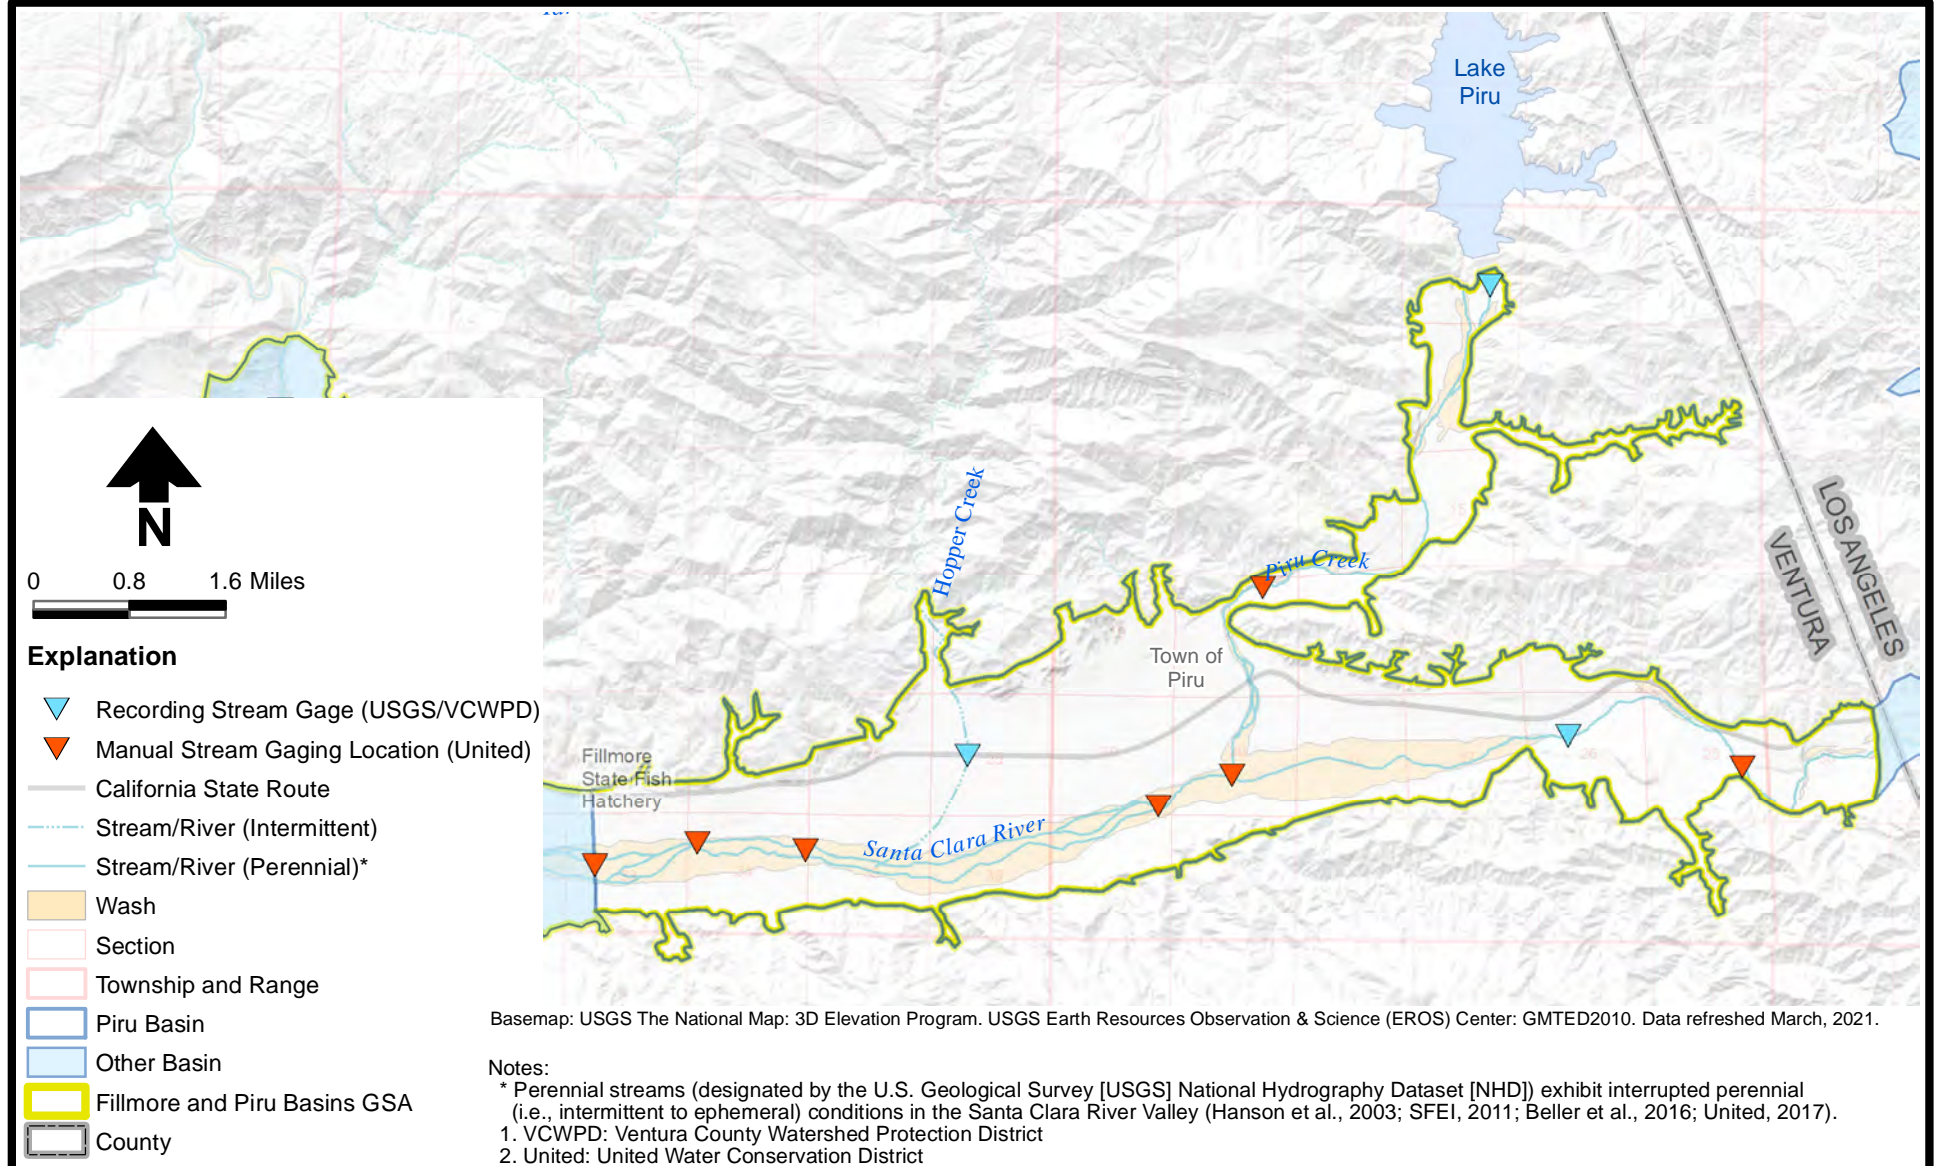 Lake
Piru
Hopper Creek
Piru Creek
LOS ANGELES
VENTURA
Town of
Piru
Fillmore
State Fish
Hatchery
Santa Clara River
N
0 0.8 1.6 Miles
Explanation
Recording Stream Gage (USGS/VCWPD)
Manual Stream Gaging Location (United)
California State Route
Stream/River (Intermittent)
Stream/River (Perennial)*
Wash
Section
Township and Range
Piru Basin
Other Basin
Fillmore and Piru Basins GSA
County
Basemap: USGS The National Map: 3D Elevation Program. USGS Earth Resources Observation & Science (EROS) Center: GMTED2010. Data refreshed March, 2021.
Notes:
* Perennial streams (designated by the U.S. Geological Survey [USGS] National Hydrography Dataset [NHD]) exhibit interrupted perennial
(i.e., intermittent to ephemeral) conditions in the Santa Clara River Valley (Hanson et al., 2003; SFEI, 2011; Beller et al., 2016; United, 2017).
1. VCWPD: Ventura County Watershed Protection District
2. United: United Water Conservation District